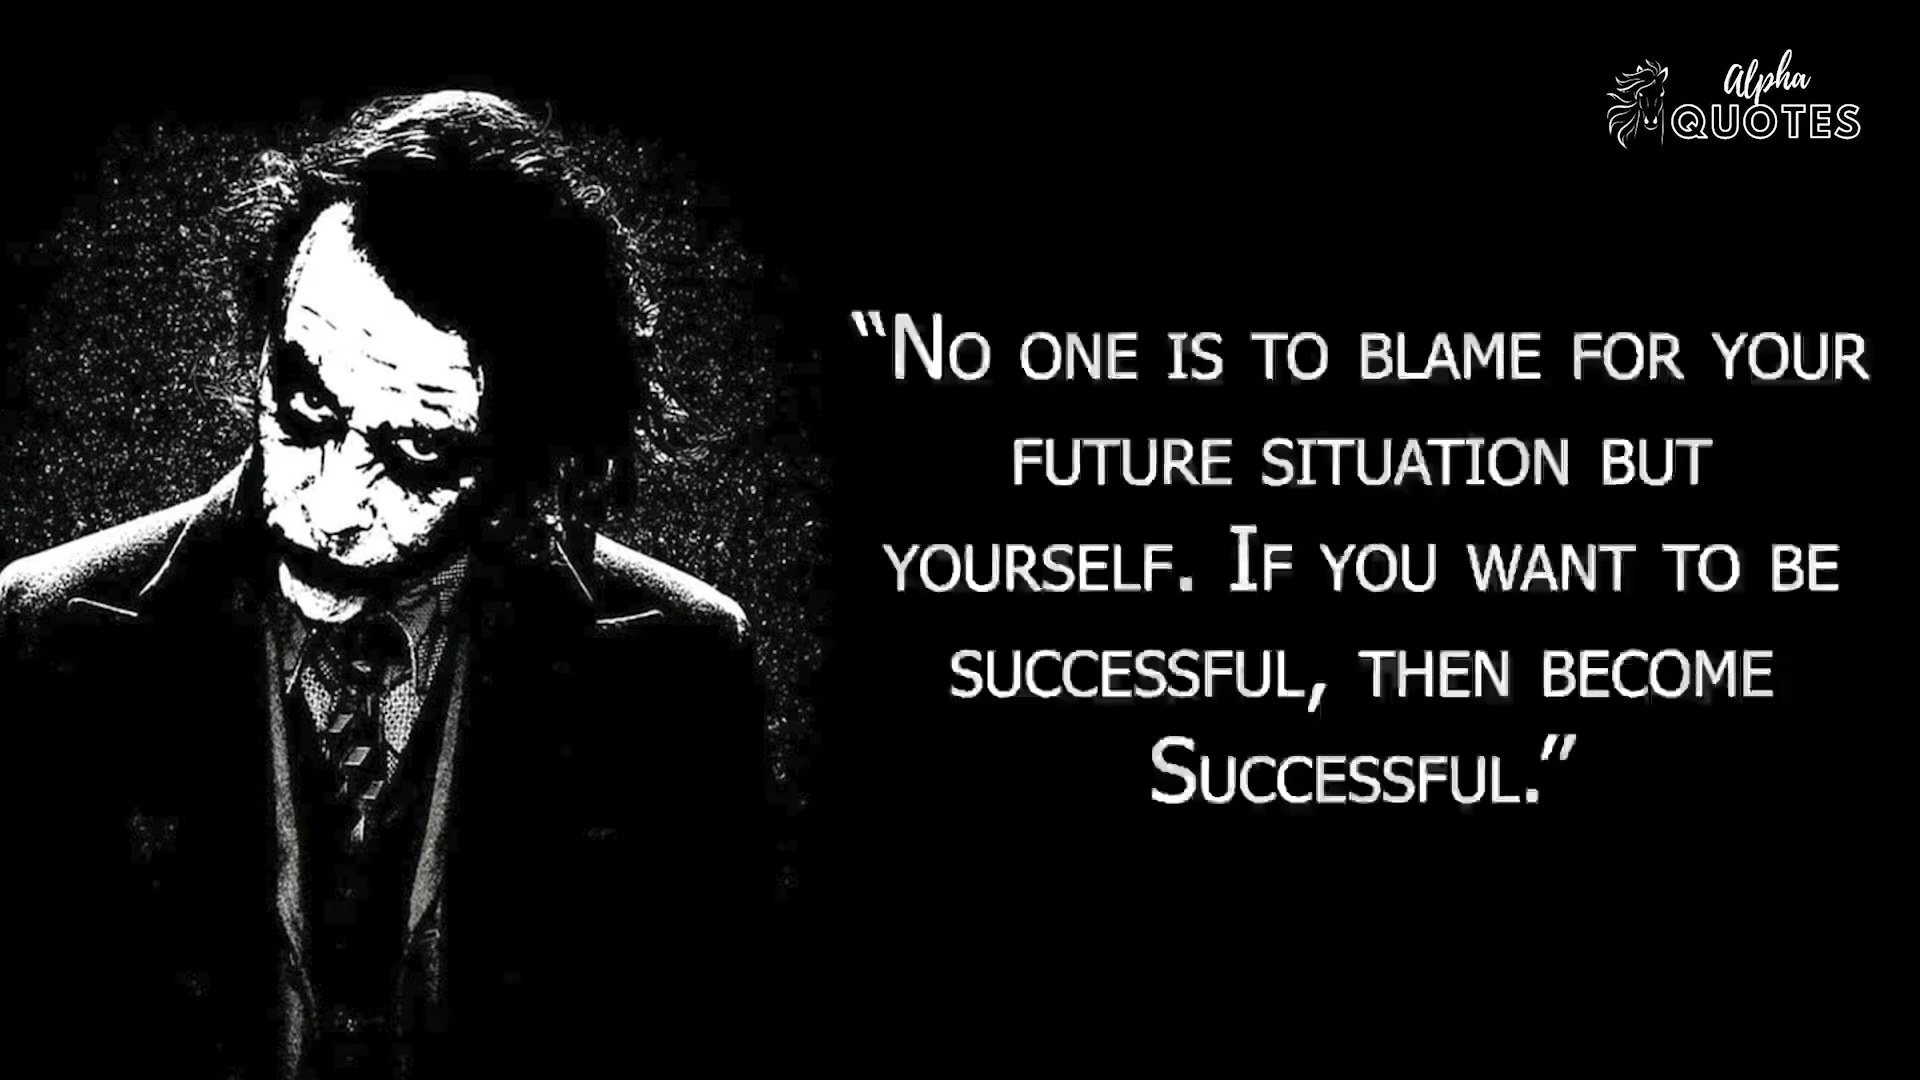 Alpha
QUOTES
“No one is to blame for your
future situation but
yourself. If you want to be
successful, then become
Successful.”